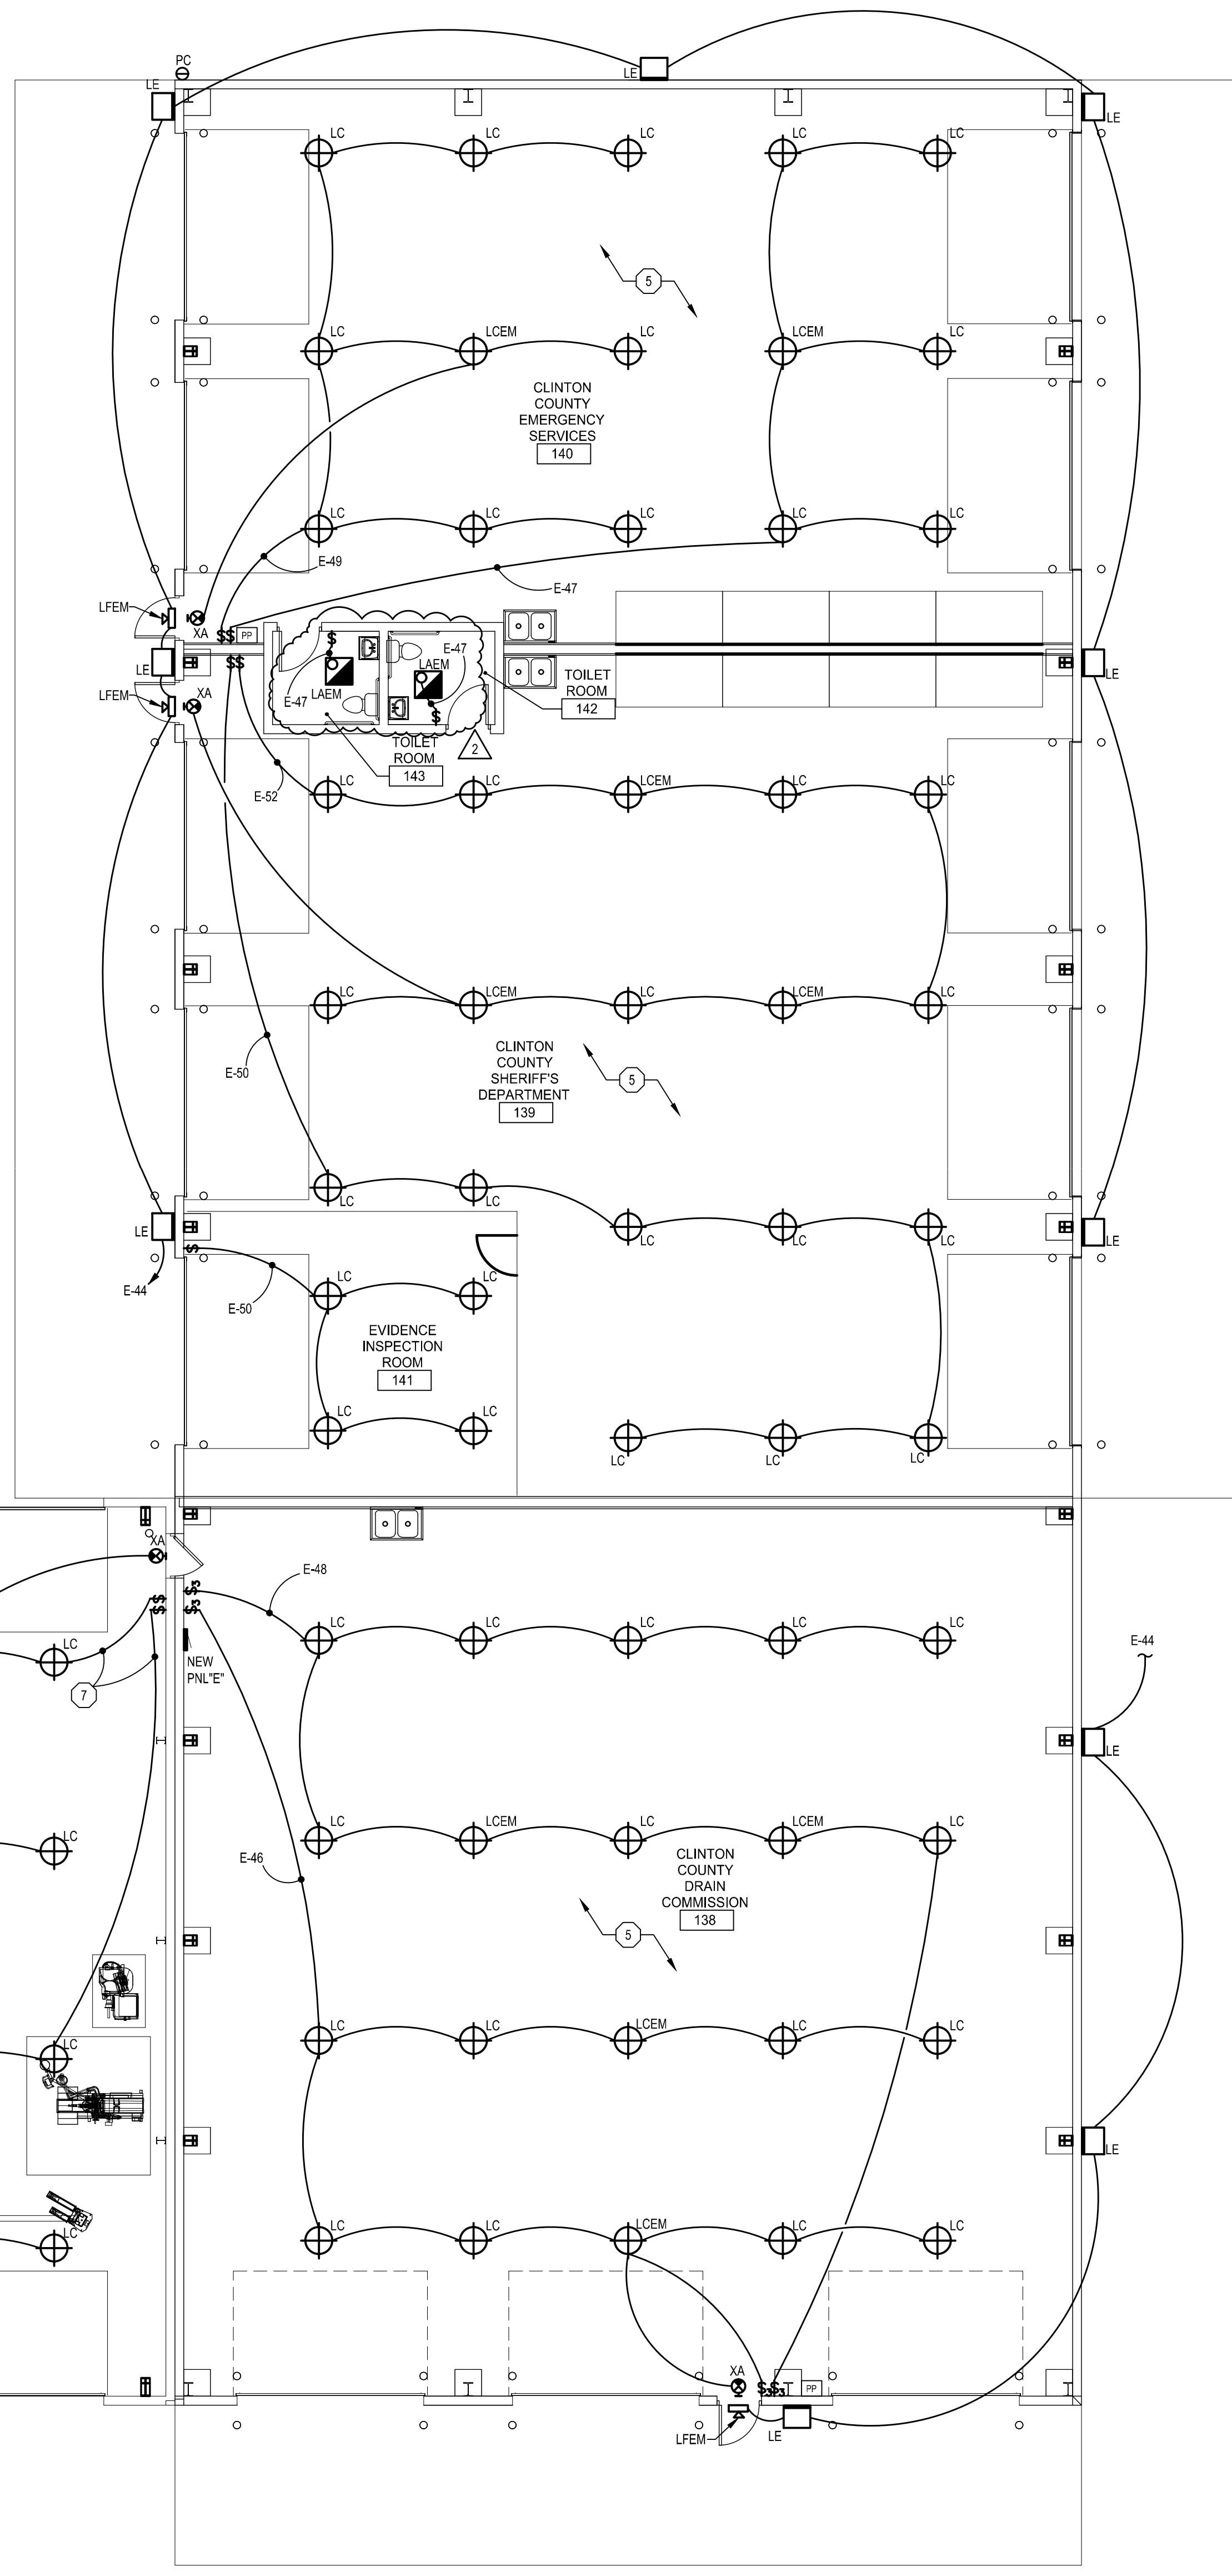 PC
LE
LE
LE
LC
LC
LC
LC
LC
5
LC
LCEM
LC
LCEM
LC
CLINTON
COUNTY
EMERGENCY
SERVICES
140
LC
LC
LC
LC
LC
E-49
E-47
LFEM
XA
$$
PP
$
E-47
LAEM
LAEM
E-47
$
LE
$$
LE
TOILET
ROOM
142
LFEM
XA
TOILET
ROOM
143
2
E-52
LC
LC
LCEM
LC
LC
LC
LCEM
LC
LCEM
LC
E-50
CLINTON
COUNTY
SHERIFF'S
DEPARTMENT
139
5
LC
LC
LC
LC
LC
LE
LE
$
E-44
E-50
LC
LC
EVIDENCE
INSPECTION
ROOM
141
LC
LC
LC
LC
LC
XA
E-48
$$
$3
$3
LC
LC
LC
LC
LC
LC
E-44
NEW
PNL"E"
7
LE
LC
LC
LCEM
LC
LCEM
LC
E-46
CLINTON
COUNTY
DRAIN
COMMISSION
138
5
LC
LC
LC
LCEM
LC
LC
LE
LC
LC
LC
LCEM
LC
LC
XA
$3$3
PP
LFEM
LE